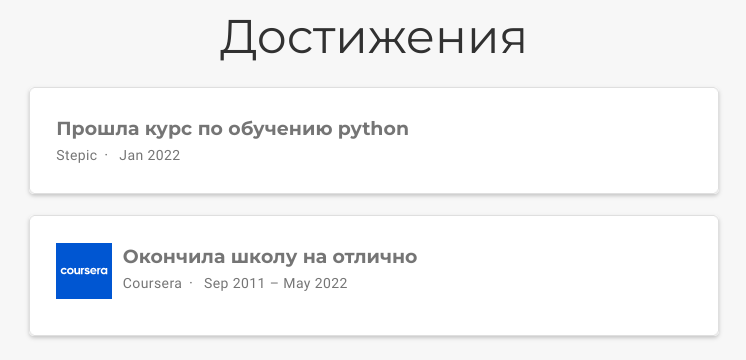 Достижения
Прошла курс по обучению python
Stepic · Jan 2022
coursera
Окончила школу на отлично
Coursera · Sep 2011 – May 2022